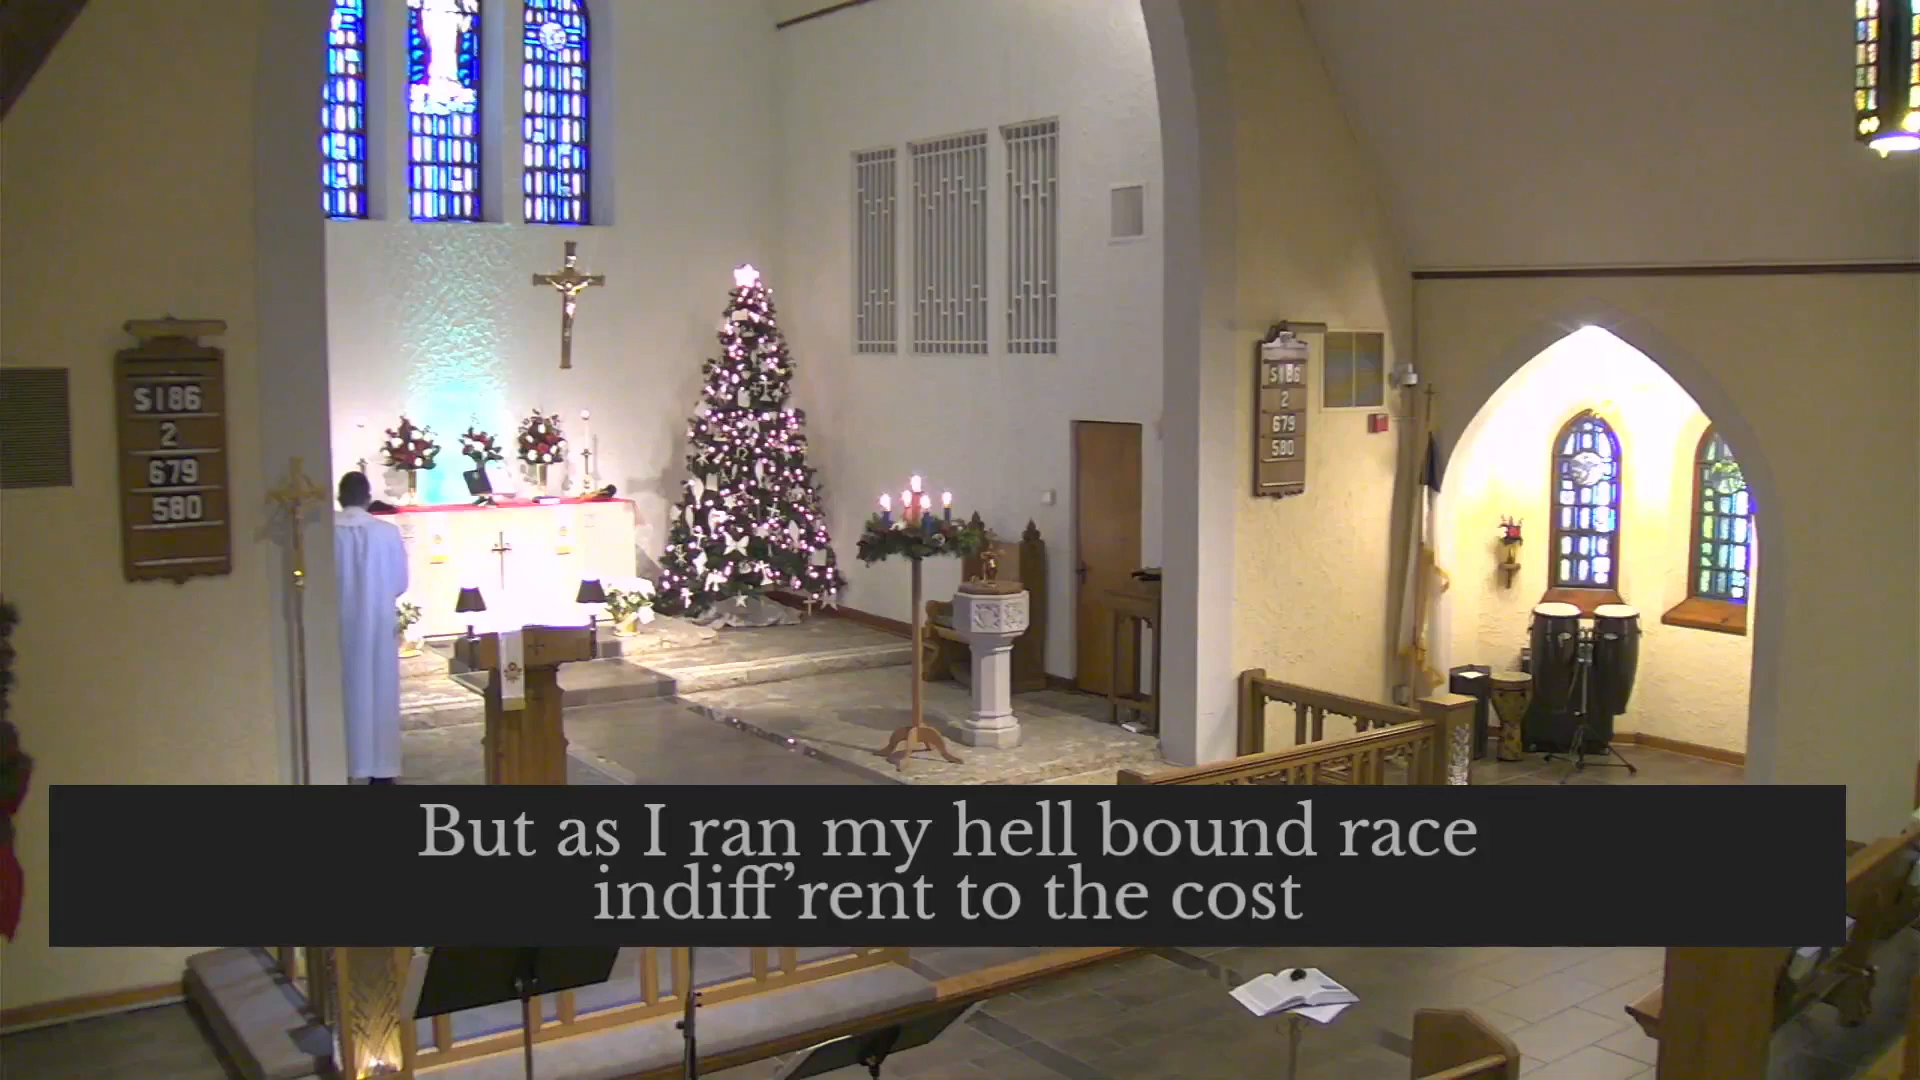 S186
2
679
580
S186
2
679
580
But as I ran my hell bound race
indiff’rent to the cost